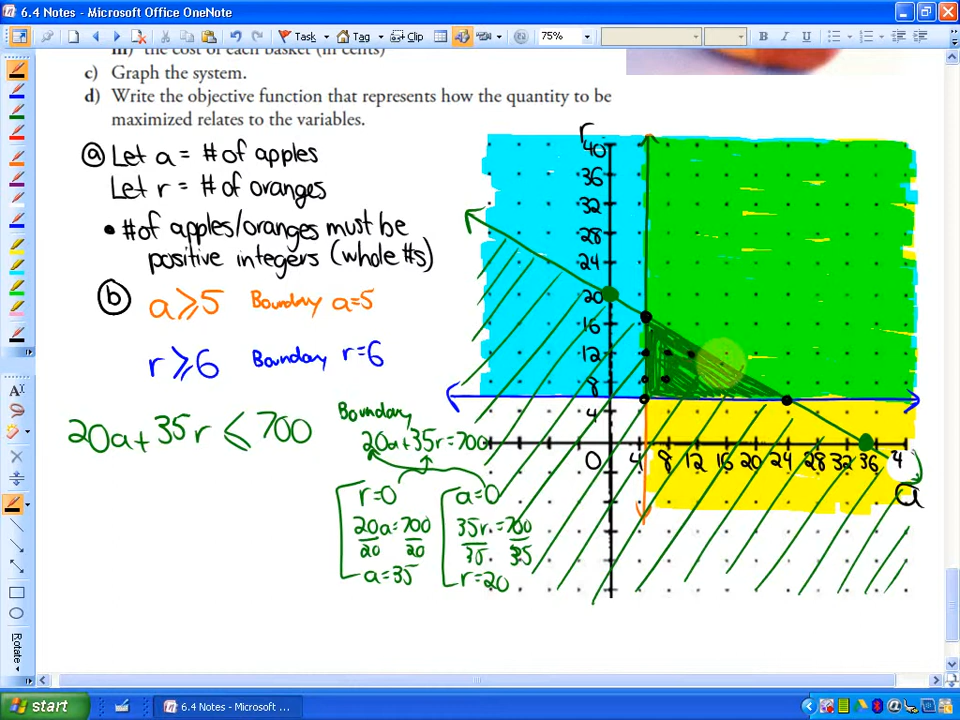 6.4 Notes - Microsoft Office OneNote
Task
Tag
Clip
75%
B I U
the cost of each basket (in cents)
c) Graph the system.
d) Write the objective function that represents how the quantity to be
maximized relates to the variables.
a Let a = # of apples
Let r = # of oranges
• # of apples/oranges must be
positive integers (whole #s)
b a ≥ 5 Boundary a=5
r ≥ 6 Boundary r=6
20a + 35r ≤ 700
Boundary
20a+35r=700
r=0
20a=700
20 20
a=35
a=0
35r=700
35 35
r=20
r
40
36
32
28
24
20
16
12
8
4
0 4 8 12 16 20 24 28 32 36 4
a
A
Rotate
start
6.4 Notes - Microsoft ...